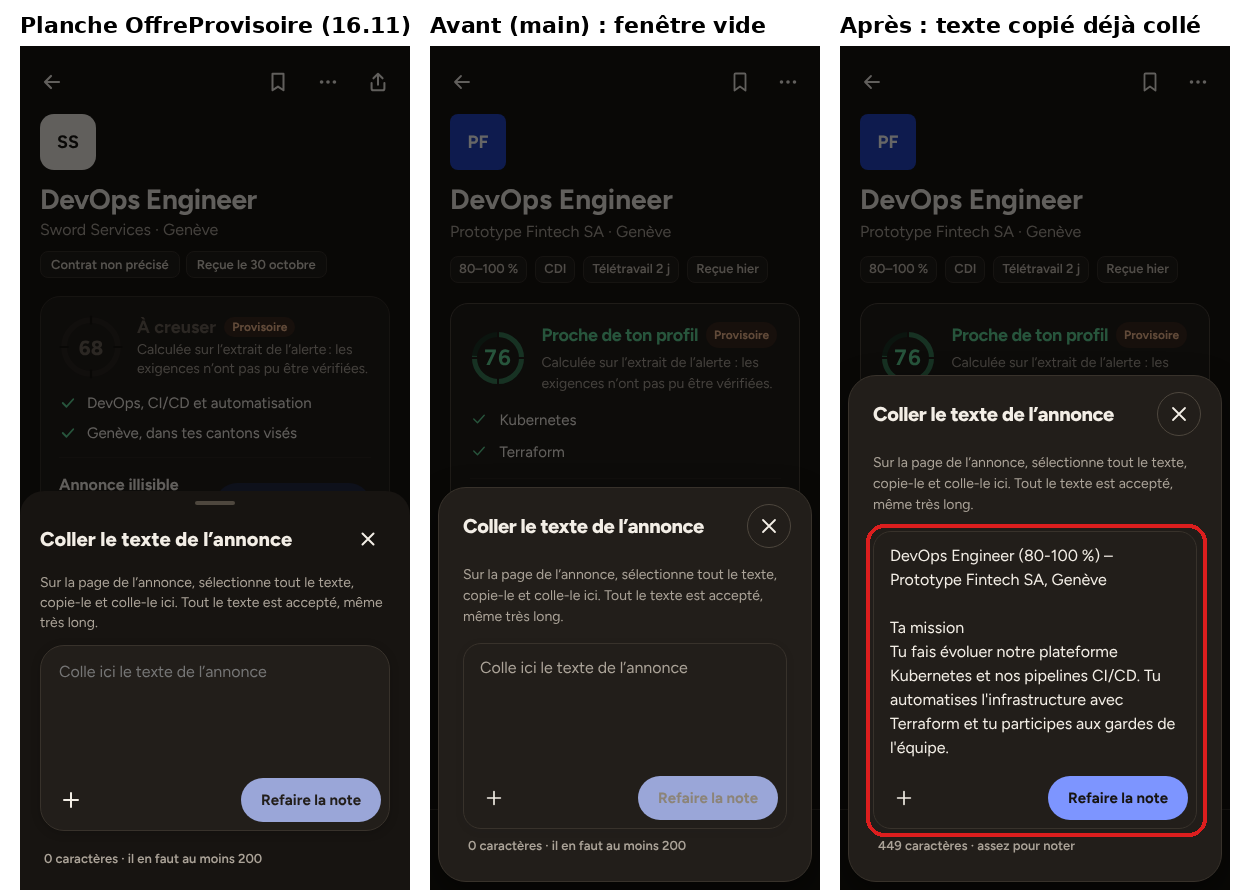 Planche OffreProvisoire (16.11)
SS
DevOps Engineer
Sword Services · Genève
Contrat non précisé
Reçue le 30 octobre
68
À creuser
Provisoire
Calculée sur l'extrait de l'alerte : les
exigences n'ont pas pu être vérifiées.
DevOps, CI/CD et automatisation
Genève, dans tes cantons visés
Annonce illisible
Coller le texte de l’annonce
Sur la page de l’annonce, sélectionne tout le texte,
copie-le et colle-le ici. Tout le texte est accepté, même
très long.
Colle ici le texte de l’annonce
Refaire la note
0 caractères · il en faut au moins 200
Avant (main) : fenêtre vide
PF
DevOps Engineer
Prototype Fintech SA · Genève
80–100 %
CDI
Télétravail 2 j
Reçue hier
76
Proche de ton profil
Provisoire
Calculée sur l'extrait de l'alerte : les
exigences n'ont pas pu être vérifiées.
Kubernetes
Terraform
Coller le texte de l’annonce
Sur la page de l’annonce, sélectionne tout le texte,
copie-le et colle-le ici. Tout le texte est accepté,
même très long.
Colle ici le texte de l’annonce
Refaire la note
0 caractères · il en faut au moins 200
Après : texte copié déjà collé
PF
DevOps Engineer
Prototype Fintech SA · Genève
80–100 %
CDI
Télétravail 2 j
Reçue hier
76
Proche de ton profil
Provisoire
Calculée sur l'extrait de l'alerte : les
Coller le texte de l’annonce
Sur la page de l’annonce, sélectionne tout le texte,
copie-le et colle-le ici. Tout le texte est accepté,
même très long.
DevOps Engineer (80-100 %) –
Prototype Fintech SA, Genève
Ta mission
Tu fais évoluer notre plateforme
Kubernetes et nos pipelines CI/CD. Tu
automatises l'infrastructure avec
Terraform et tu participes aux gardes de
l'équipe.
Refaire la note
449 caractères · assez pour noter